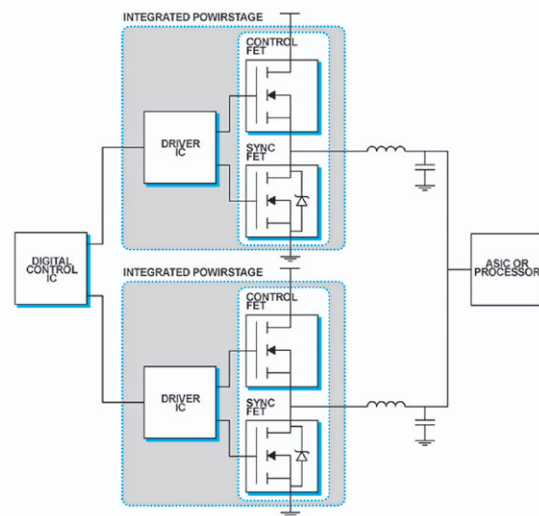 INTEGRATED POWIRSTAGE
CONTROL
FET
DRIVER
IC
SYNC
FET
DIGITAL
CONTROL
IC
ASIC OR
PROCESSOR
INTEGRATED POWIRSTAGE
CONTROL
FET
DRIVER
IC
SYNC
FET